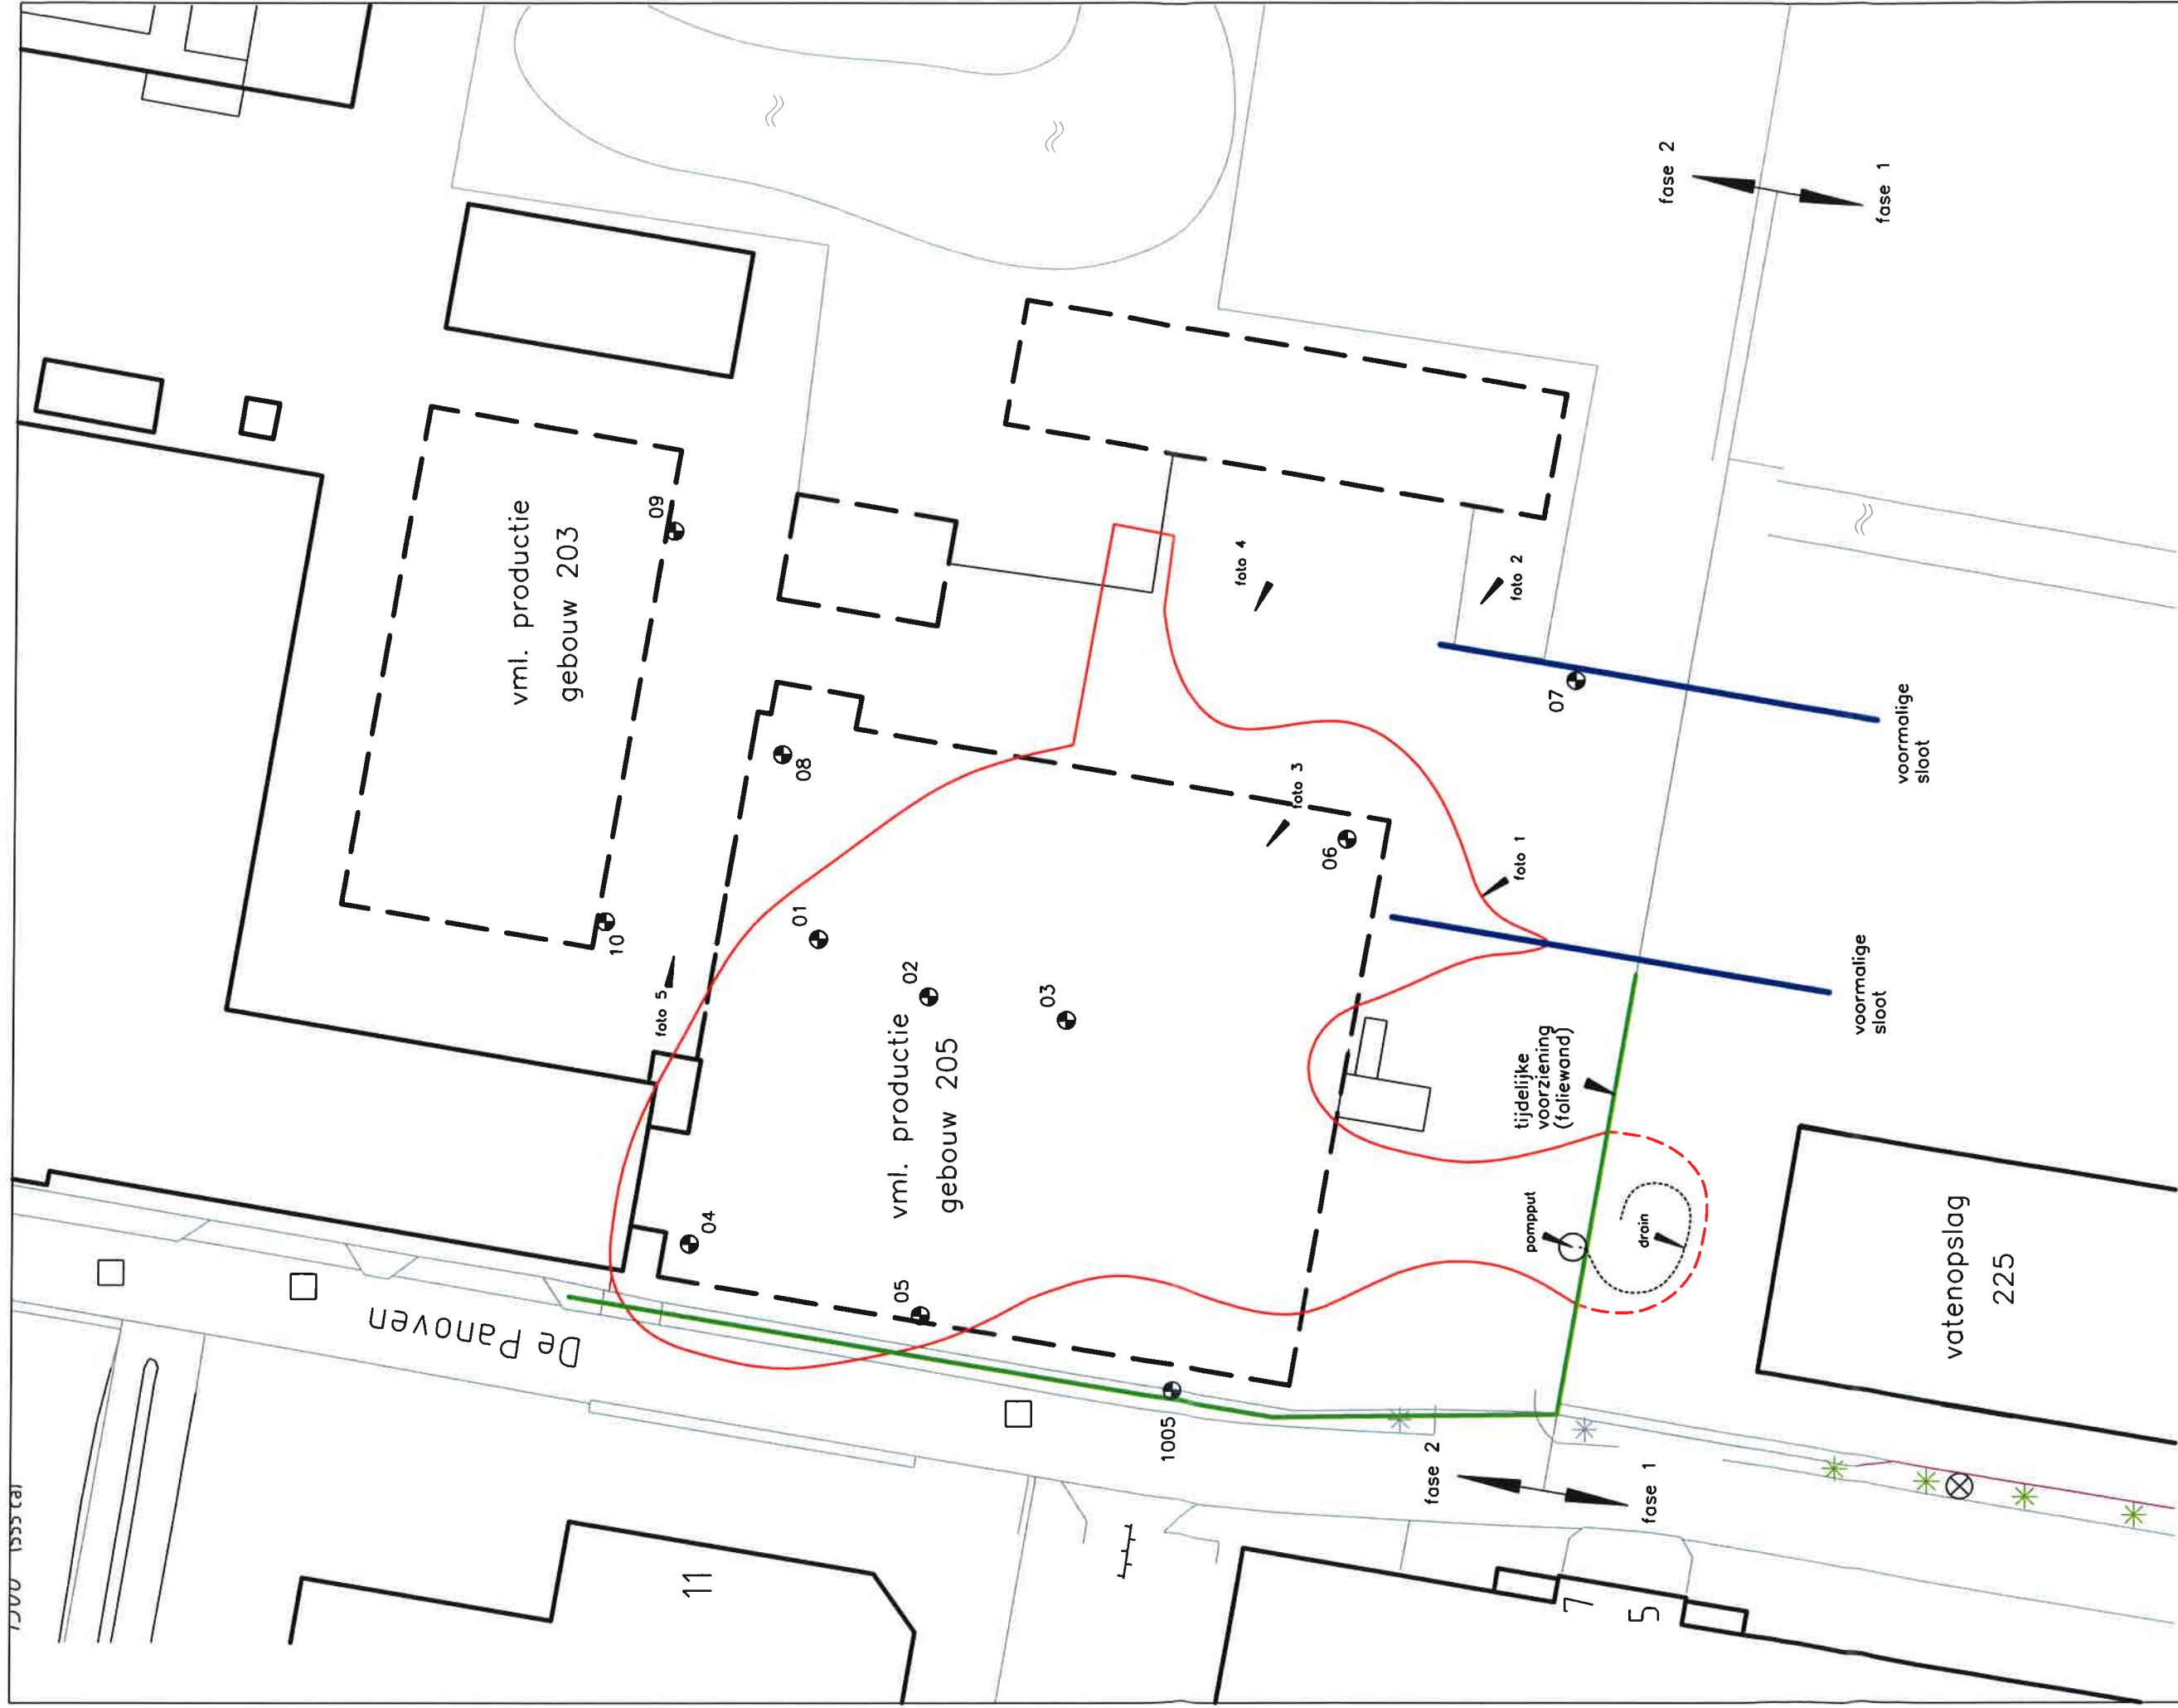 fase 2
fase 1
vml. productie
gebouw 203
09
10
08
foto 4
foto 2
07
voormalige
sloot
foto 3
06
foto 1
01
02
03
foto 5
vml. productie
gebouw 205
04
05
voormalige
sloot
tijdelijke
voorziening
(foliewand)
pompput
drain
vatenopslag
225
De Panoven
1005
fase 2
fase 1
11
7
5